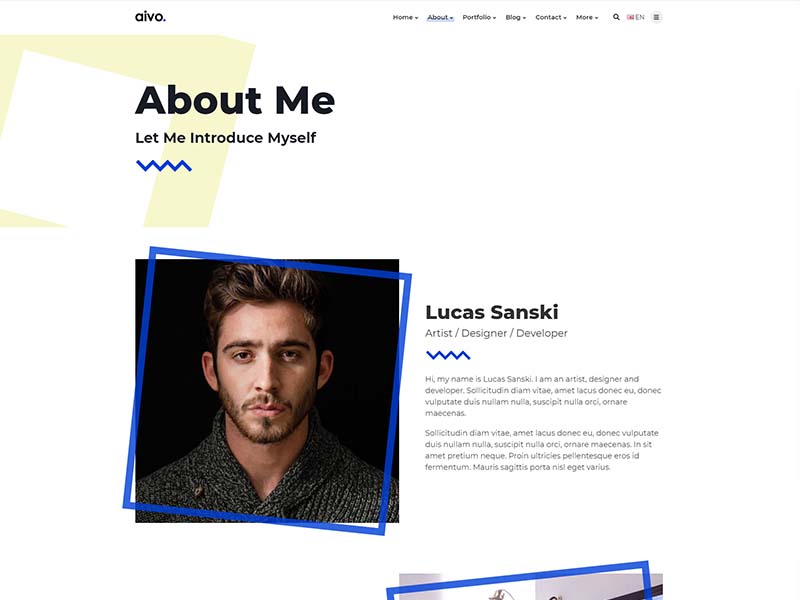 aivo.
Home About Portfolio Blog Contact More EN
About Me
Let Me Introduce Myself
Lucas Sanski
Artist / Designer / Developer
Hi, my name is Lucas Sanski. I am an artist, designer and
developer. Sollicitudin diam vitae, amet lacus donec eu, donec
vulputate duis nullam nulla, suscipit nulla orci, ornare
maecenas.
Sollicitudin diam vitae, amet lacus donec eu, donec vulputate
duis nullam nulla, suscipit nulla orci, ornare maecenas. In sit
amet pretium neque. Proin ultricies pellentesque eros id
fermentum. Mauris sagittis porta nisl eget varius.